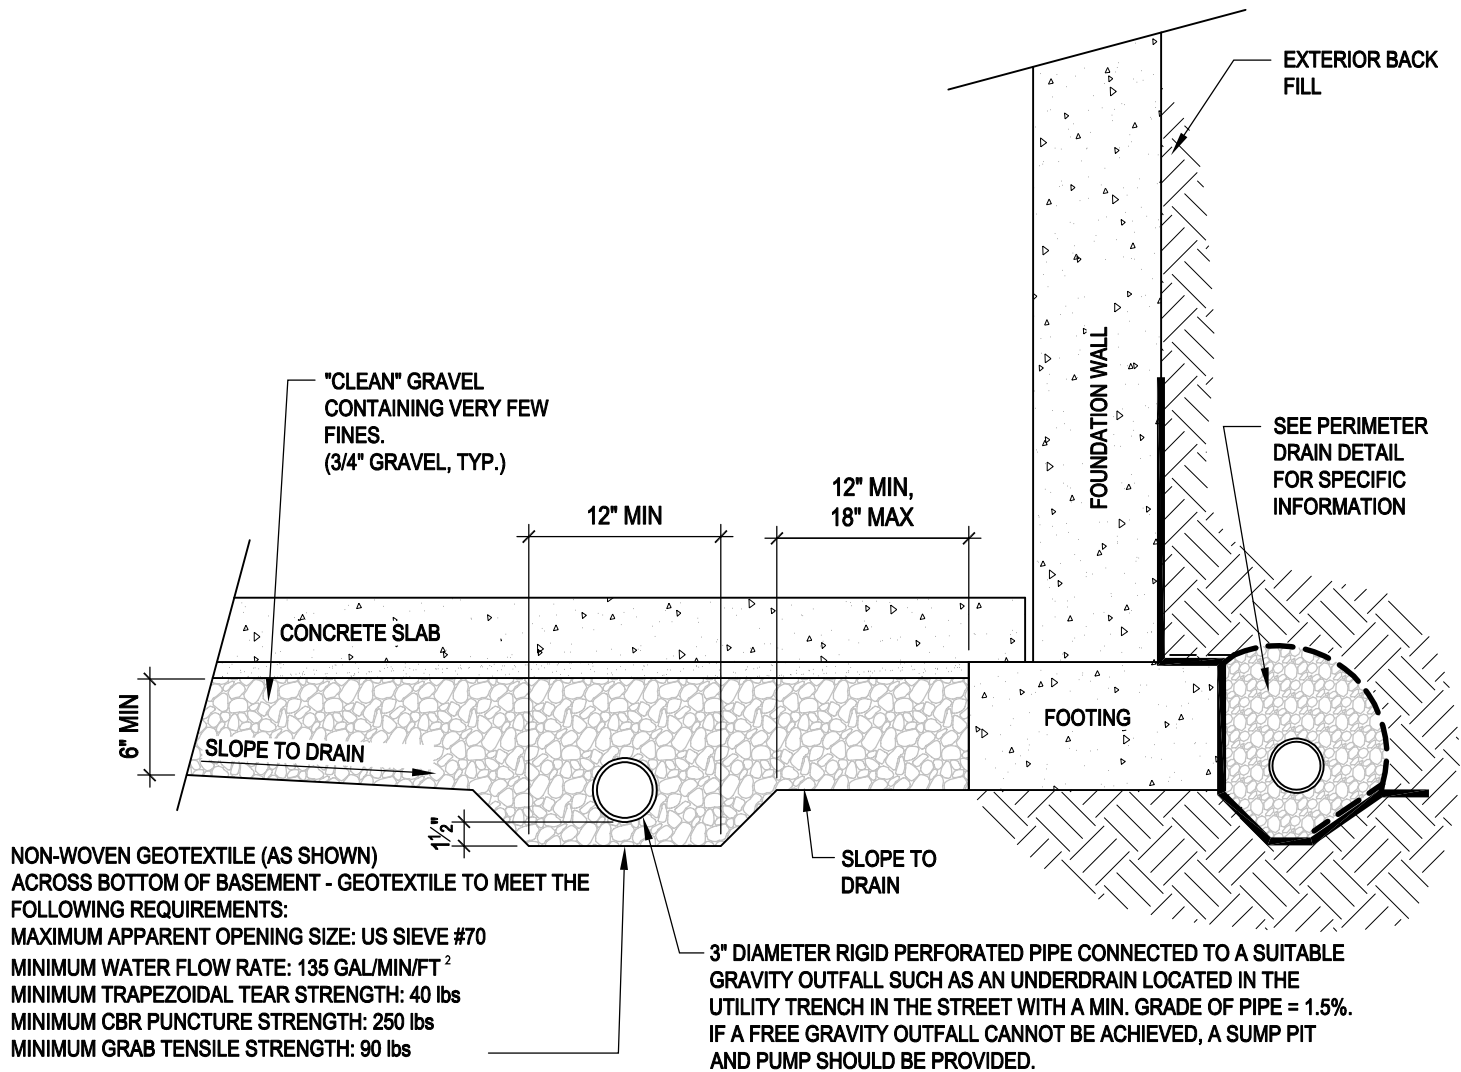 EXTERIOR BACK
FILL
FOUNDATION WALL
"CLEAN" GRAVEL
CONTAINING VERY FEW
FINES.
(3/4" GRAVEL, TYP.)
SEE PERIMETER
DRAIN DETAIL
FOR SPECIFIC
INFORMATION
12" MIN
12" MIN,
18" MAX
CONCRETE SLAB
6" MIN
SLOPE TO DRAIN
FOOTING
1 1/2"
SLOPE TO
DRAIN
NON-WOVEN GEOTEXTILE (AS SHOWN)
ACROSS BOTTOM OF BASEMENT - GEOTEXTILE TO MEET THE
FOLLOWING REQUIREMENTS:
MAXIMUM APPARENT OPENING SIZE: US SIEVE #70
MINIMUM WATER FLOW RATE: 135 GAL/MIN/FT ²
MINIMUM TRAPEZOIDAL TEAR STRENGTH: 40 lbs
MINIMUM CBR PUNCTURE STRENGTH: 250 lbs
MINIMUM GRAB TENSILE STRENGTH: 90 lbs
3" DIAMETER RIGID PERFORATED PIPE CONNECTED TO A SUITABLE
GRAVITY OUTFALL SUCH AS AN UNDERDRAIN LOCATED IN THE
UTILITY TRENCH IN THE STREET WITH A MIN. GRADE OF PIPE = 1.5%.
IF A FREE GRAVITY OUTFALL CANNOT BE ACHIEVED, A SUMP PIT
AND PUMP SHOULD BE PROVIDED.